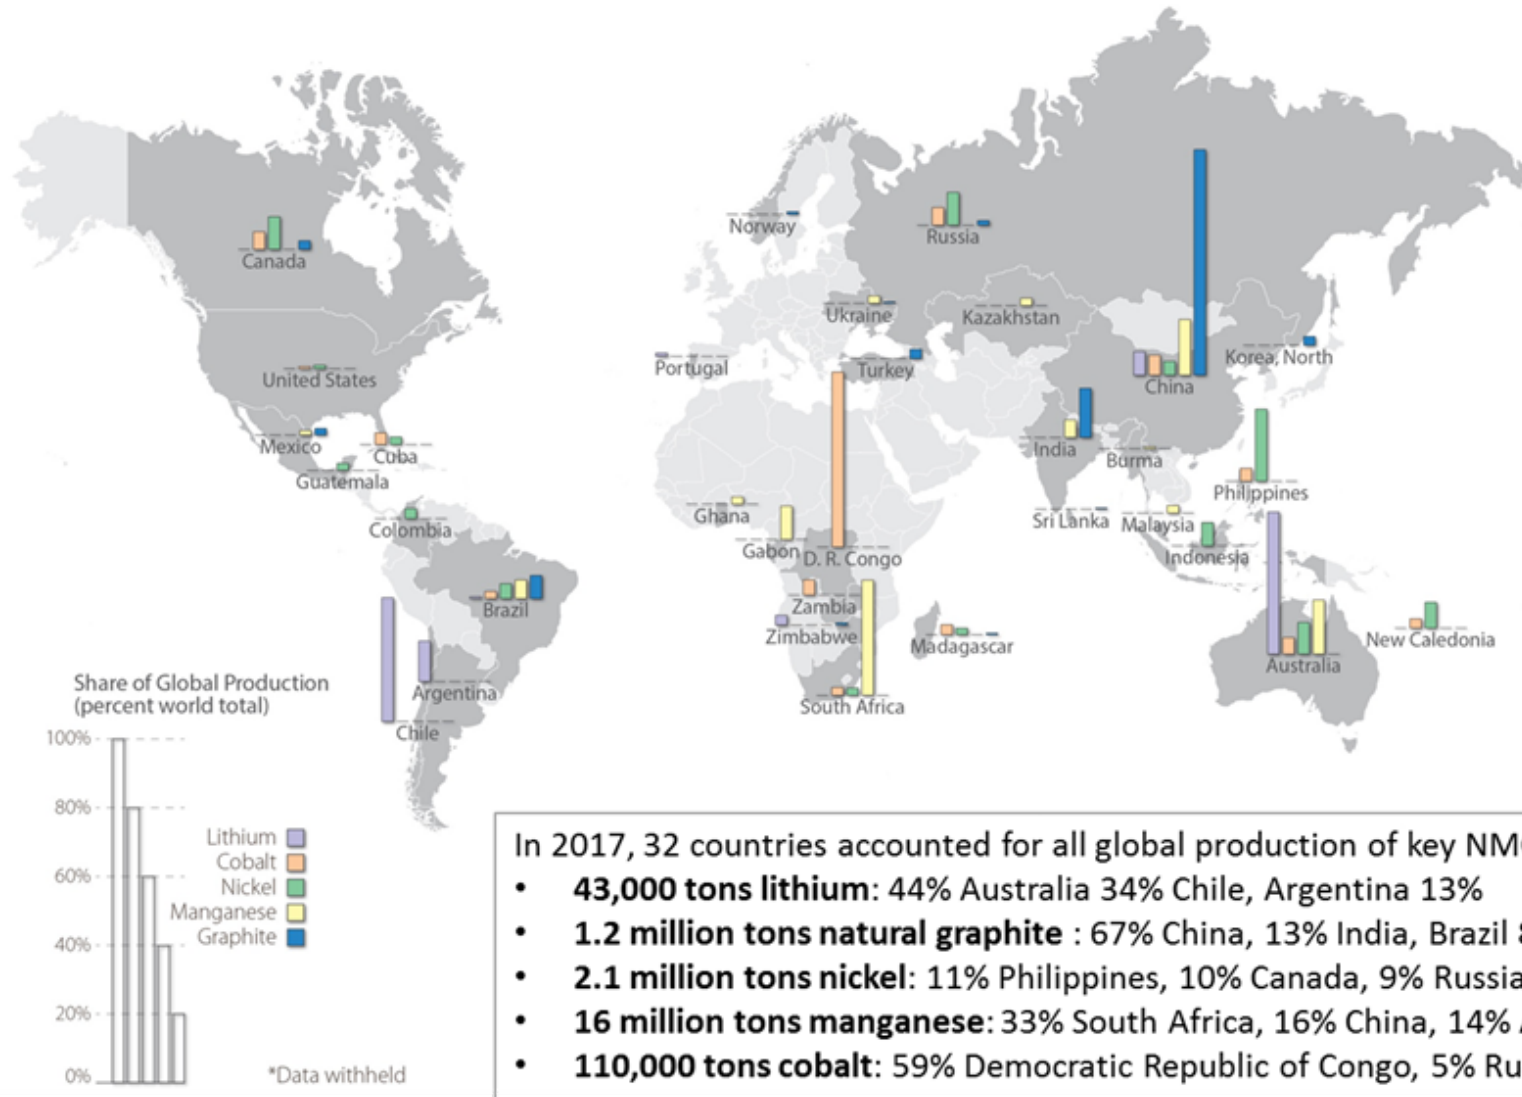 Canada
United States
Mexico
Cuba
Guatemala
Colombia
Brazil
Argentina
Chile
Norway
Russia
Ukraine
Kazakhstan
Portugal
Turkey
Korea, North
China
India
Burma
Philippines
Sri Lanka
Malaysia
Indonesia
Ghana
Gabon
D. R. Congo
Zambia
Zimbabwe
Madagascar
South Africa
Australia
New Caledonia
Share of Global Production
(percent world total)
100%
80%
60%
40%
20%
0%
Lithium
Cobalt
Nickel
Manganese
Graphite
*Data withheld
In 2017, 32 countries accounted for all global production of key
• 43,000 tons lithium: 44% Australia 34% Chile, Argentina 13%
• 1.2 million tons natural graphite : 67% China, 13% India, Brazil
• 2.1 million tons nickel: 11% Philippines, 10% Canada, 9% Russia
• 16 million tons manganese: 33% South Africa, 16% China, 14%
• 110,000 tons cobalt: 59% Democratic Republic of Congo, 5%